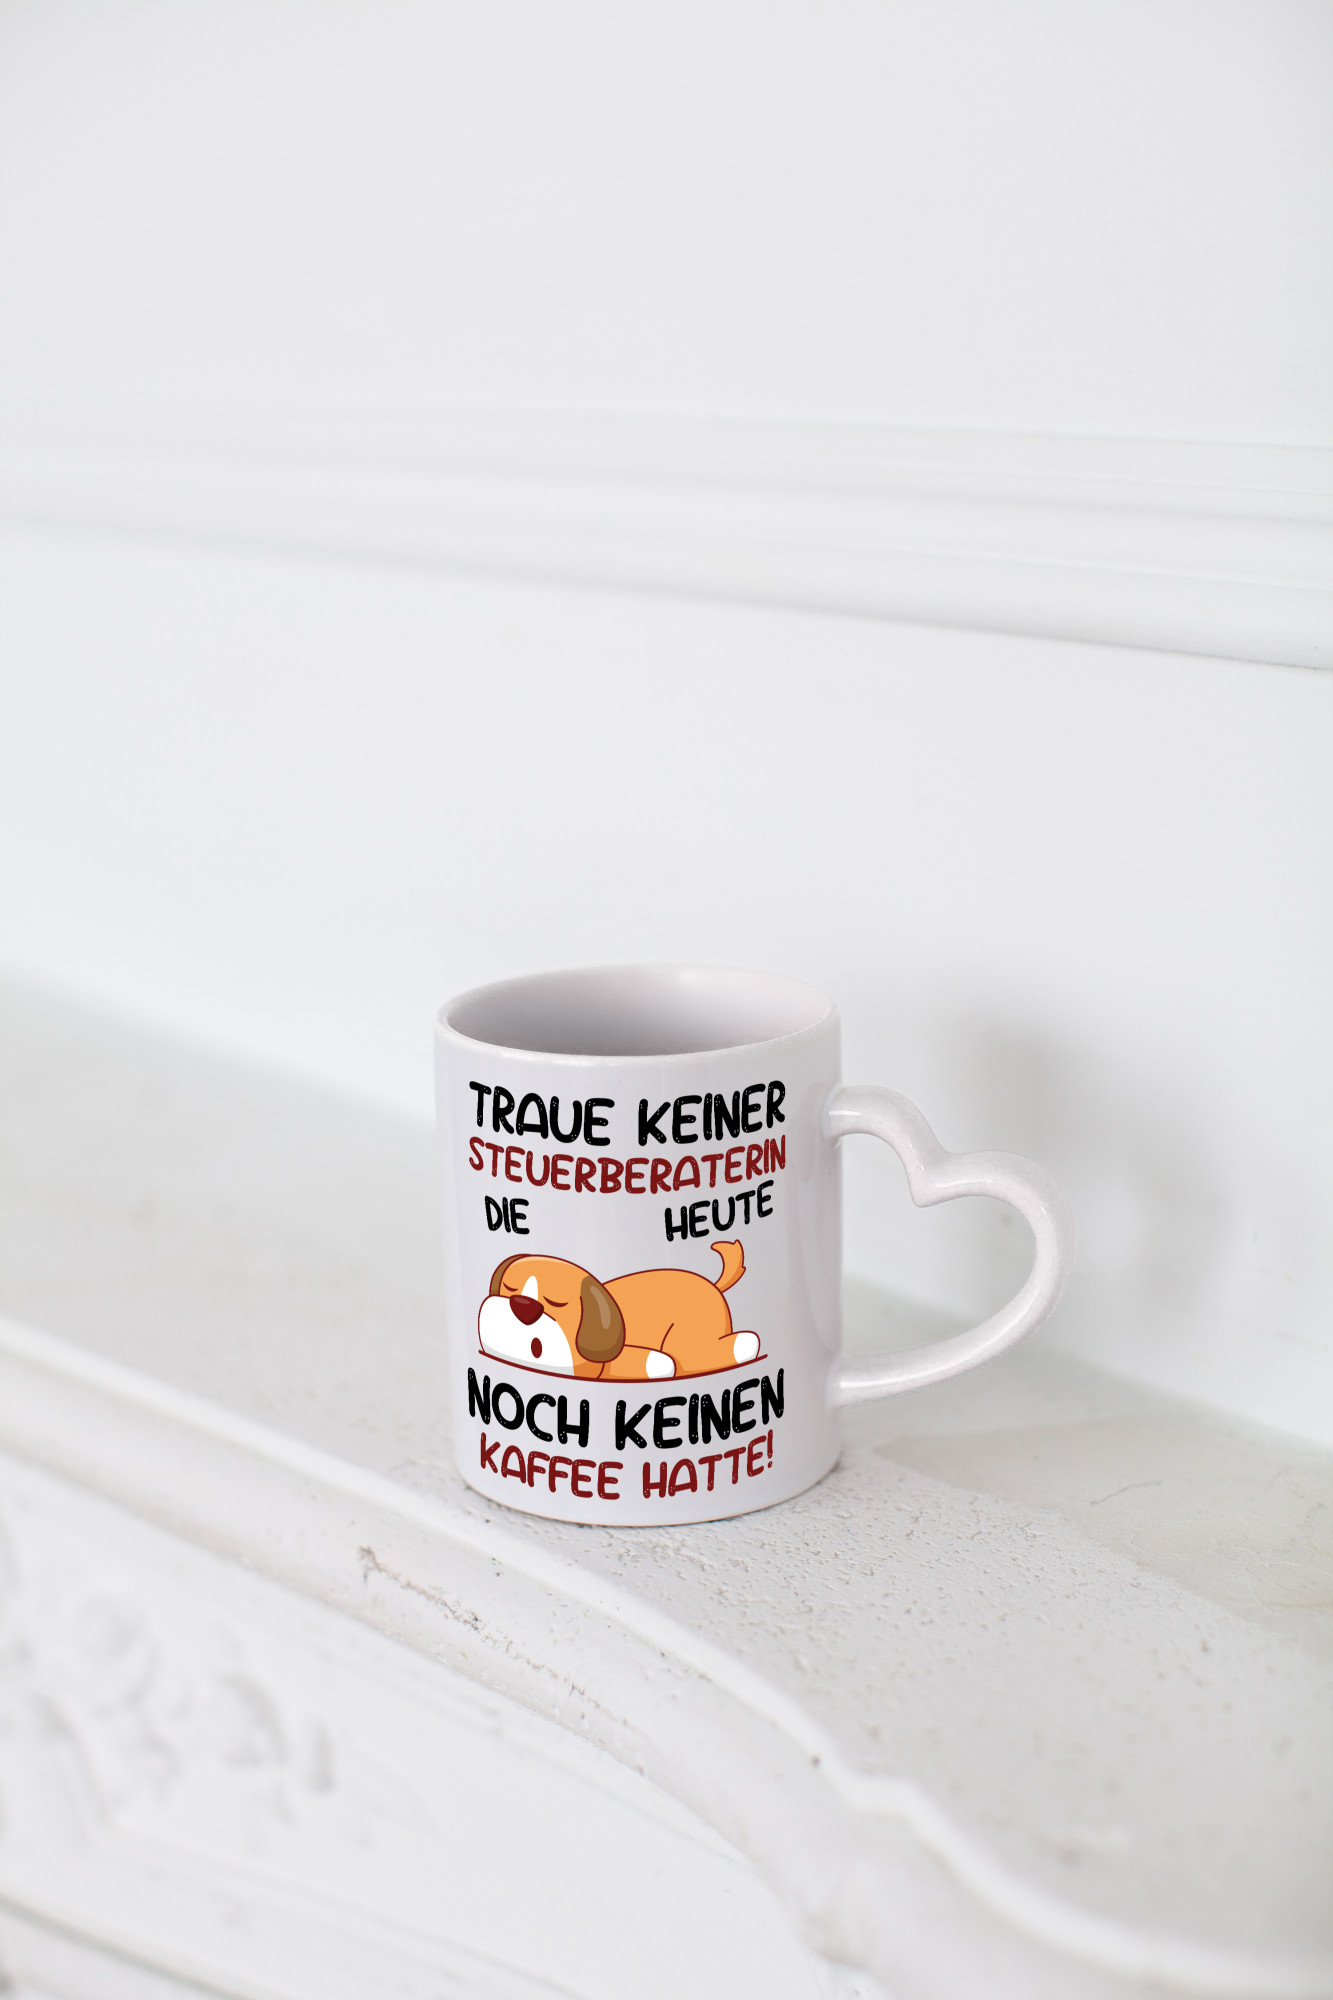 TRAUE KEINER
STEUERBERATERIN
DIE HEUTE
NOCH KEINEN
KAFFEE HATTE!